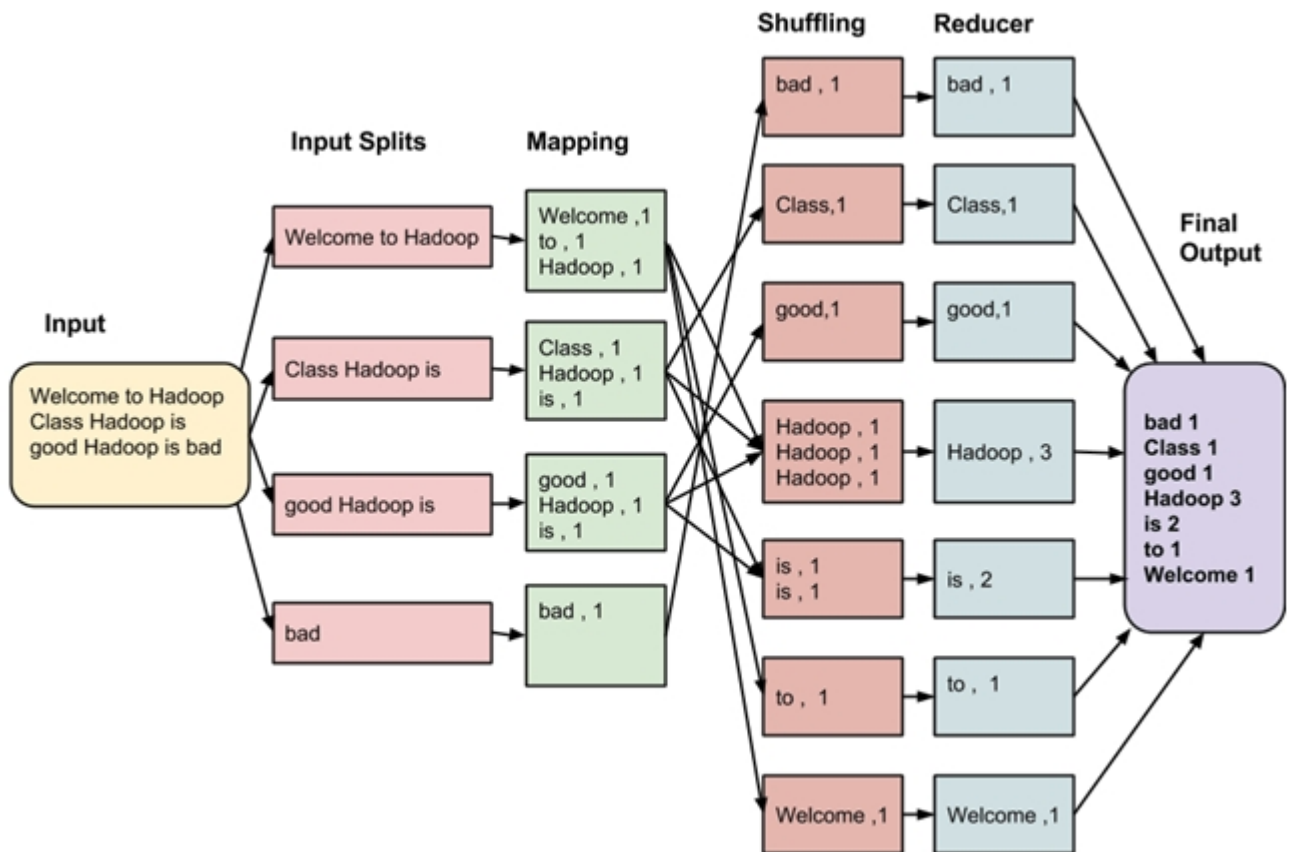 Input
Welcome to Hadoop
Class Hadoop is
good Hadoop is bad
Input Splits
Welcome to Hadoop
Class Hadoop is
good Hadoop is
bad
Mapping
Welcome ,1
to , 1
Hadoop , 1
Class , 1
Hadoop , 1
is , 1
good , 1
Hadoop , 1
is , 1
bad , 1
Shuffling
bad , 1
Class,1
good,1
Hadoop , 1
Hadoop , 1
Hadoop , 1
is , 1
is , 1
to , 1
Welcome ,1
Reducer
bad , 1
Class,1
good,1
Hadoop , 3
is , 2
to , 1
Welcome ,1
Final
Output
bad 1
Class 1
good 1
Hadoop 3
is 2
to 1
Welcome 1